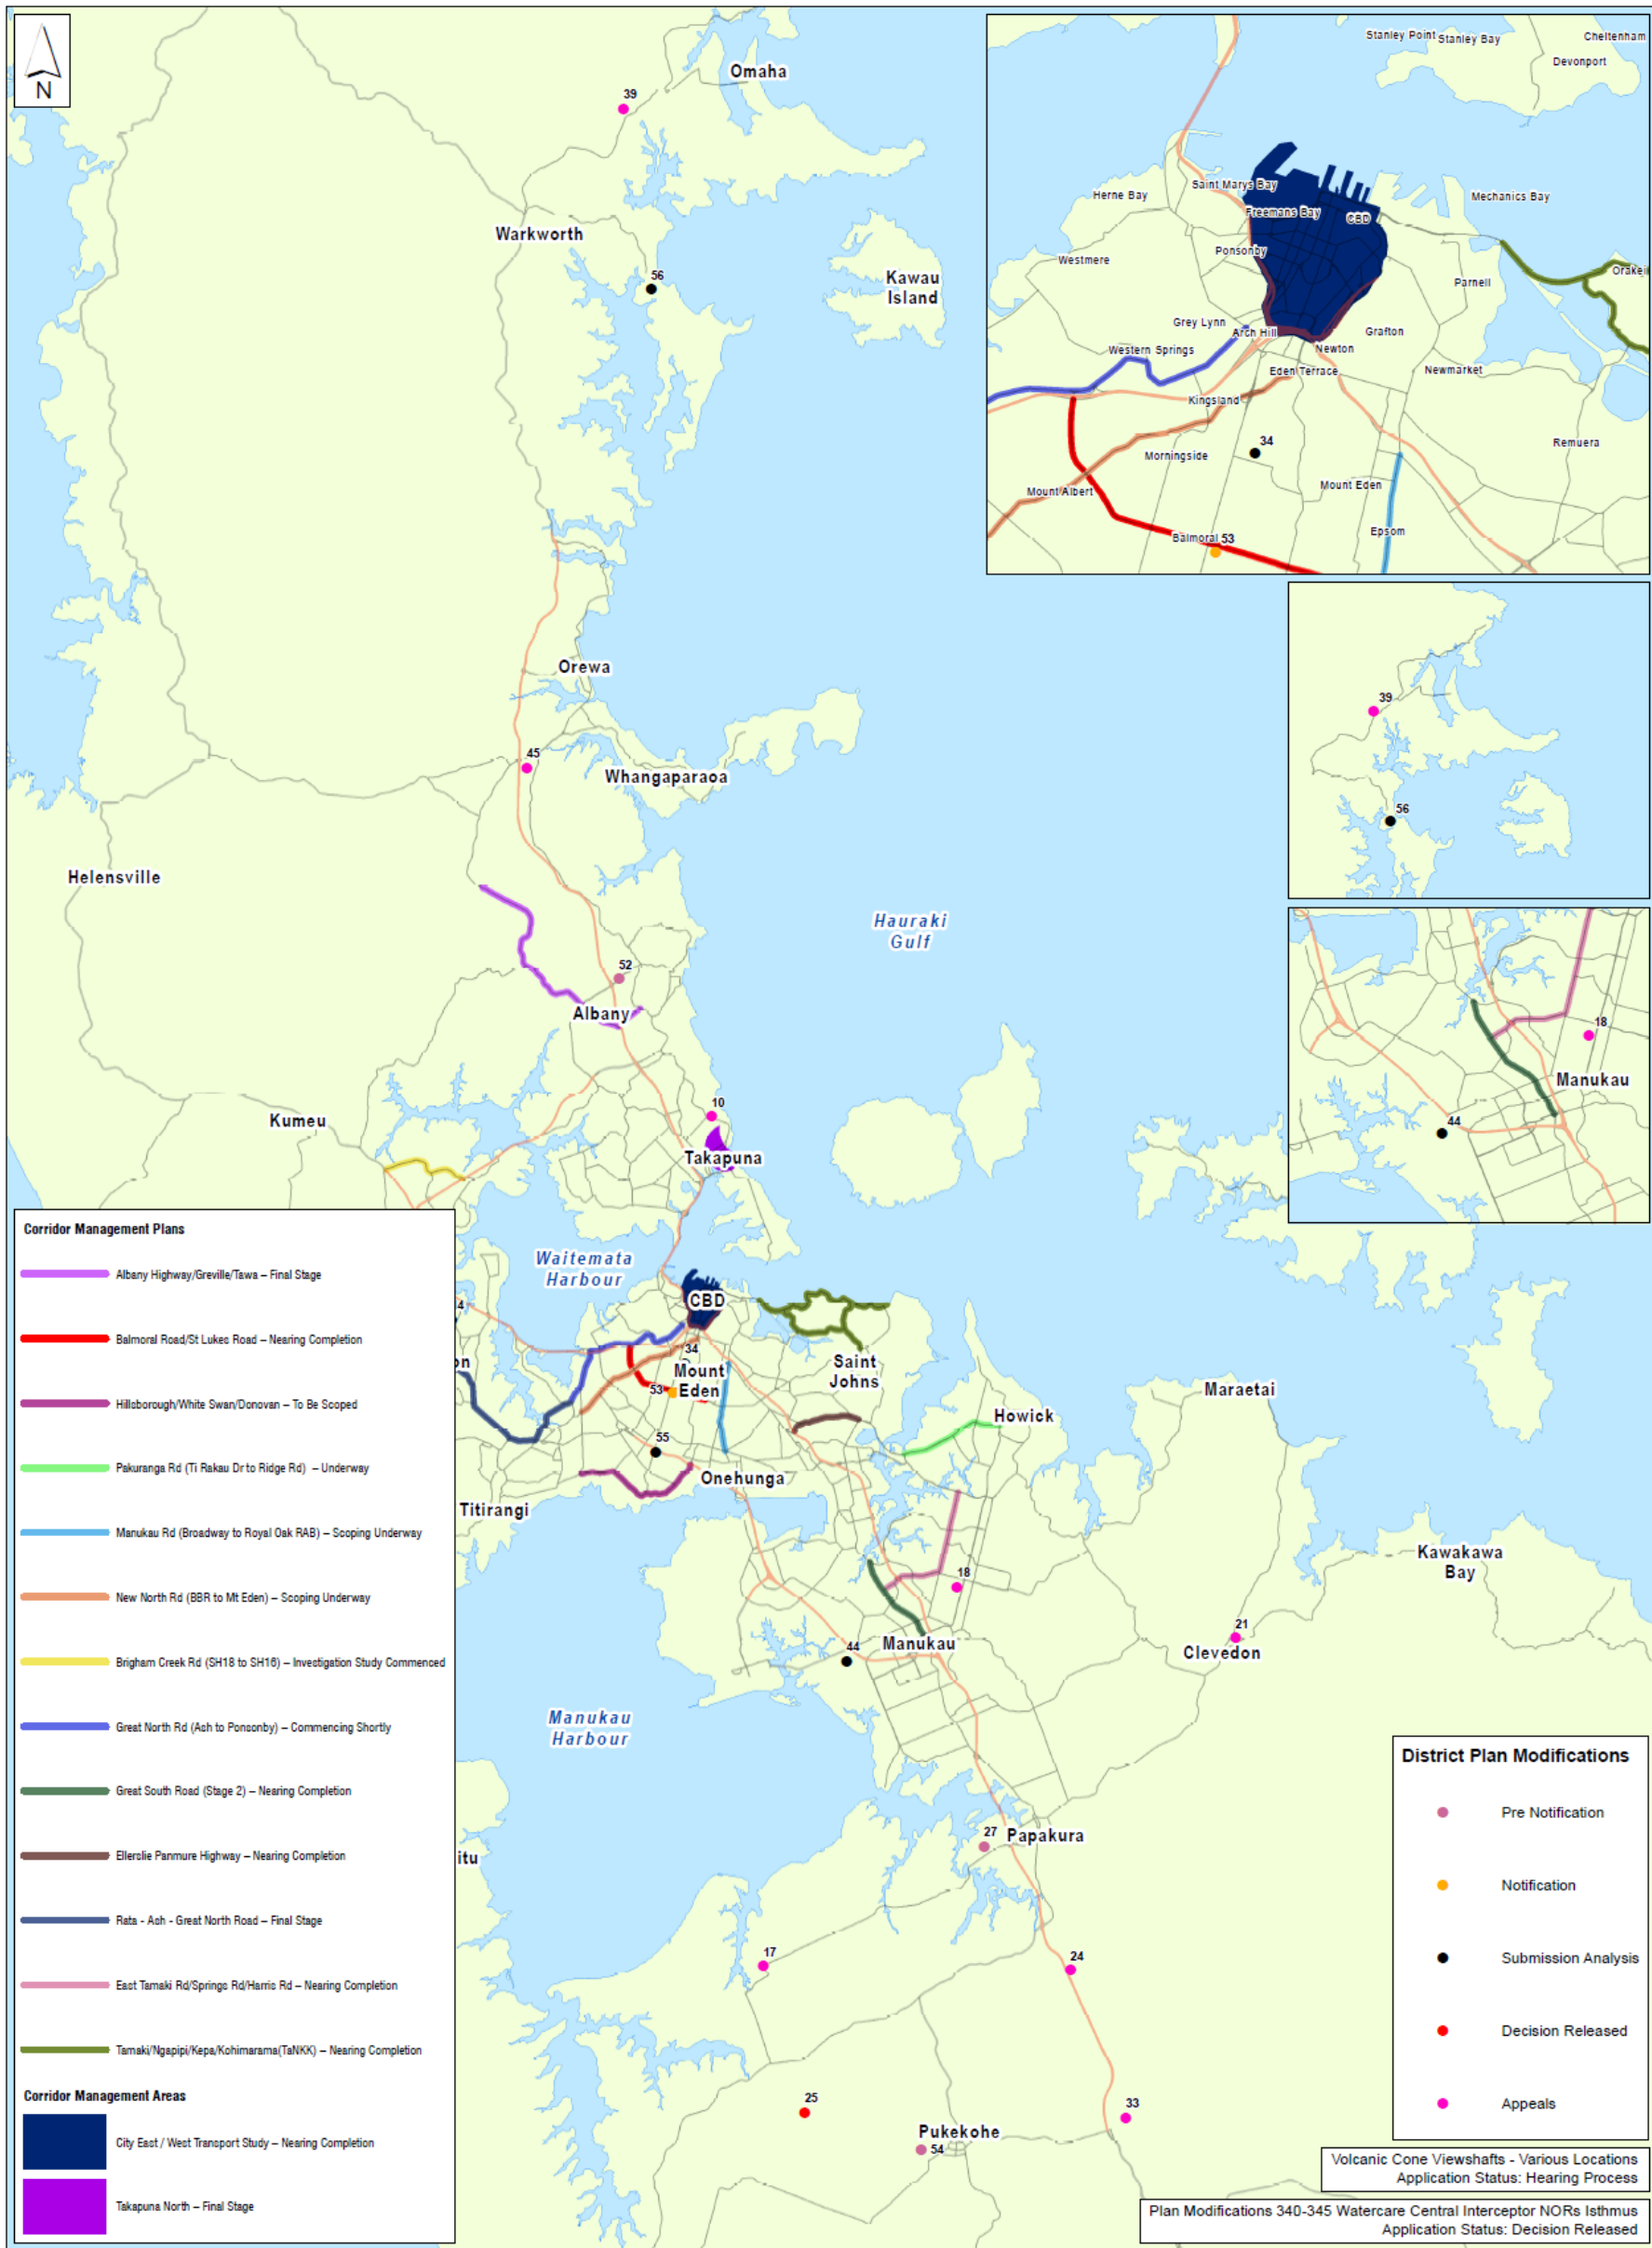 N
Omaha
39
Warkworth
56
Kawau
Island
Orewa
45
Whangaparaoa
Helensville
Hauraki
Gulf
52
Albany
10
Kumeu
Takapuna
Waitemata
Harbour
CBD
4
on
34
Mount
Eden
53
Saint
Johns
Maraetai
Howick
55
Onehunga
Titirangi
Kawakawa
Bay
18
21
Clevedon
44
Manukau
Manukau
Harbour
27
Papakura
itu
17
24
25
33
Pukekohe
54
Stanley Point
Stanley Bay
Cheltenham
Devonport
Herne Bay
Saint Marys Bay
Mechanics Bay
Freemans Bay
CBD
Ponsonby
Westmere
Orakei
Parnell
Grey Lynn
Arch Hill
Grafton
Western Springs
Newton
Eden Terrace
Newmarket
Kingsland
34
Remuera
Morningside
Mount Albert
Mount Eden
Epsom
Balmoral 53
39
56
18
Manukau
44
Corridor Management Plans
Albany Highway/Greville/Tawa – Final Stage
Balmoral Road/St Lukes Road – Nearing Completion
Hillsborough/White Swan/Donovan – To Be Scoped
Pakuranga Rd (Ti Rakau Dr to Ridge Rd) – Underway
Manukau Rd (Broadway to Royal Oak RAB) – Scoping Underway
New North Rd (BBR to Mt Eden) – Scoping Underway
Brigham Creek Rd (SH18 to SH16) – Investigation Study Commenced
Great North Rd (Ash to Ponsonby) – Commencing Shortly
Great South Road (Stage 2) – Nearing Completion
Ellerslie Panmure Highway – Nearing Completion
Rata - Ash - Great North Road – Final Stage
East Tamaki Rd/Springs Rd/Harris Rd – Nearing Completion
Tamaki/Ngapipi/Kepa/Kohimarama(TaNKK) – Nearing Completion
Corridor Management Areas
City East / West Transport Study – Nearing Completion
Takapuna North – Final Stage
District Plan Modifications
Pre Notification
Notification
Submission Analysis
Decision Released
Appeals
Volcanic Cone Viewshafts - Various Locations
Application Status: Hearing Process
Plan Modifications 340-345 Watercare Central Interceptor NORs Isthmus
Application Status: Decision Released